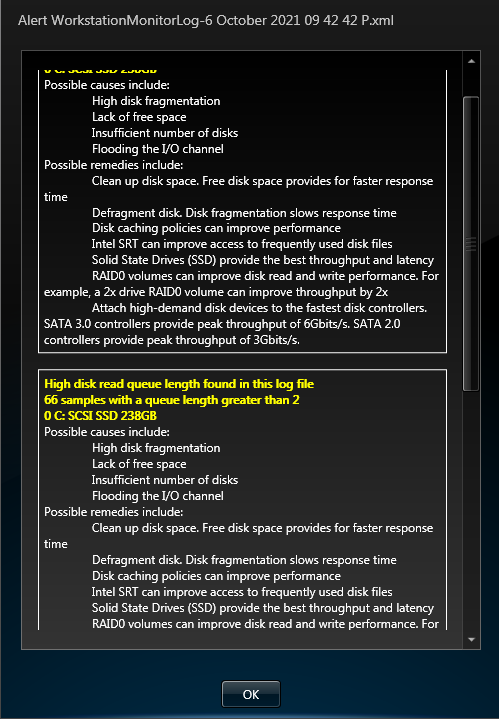 Alert WorkstationMonitorLog-6 October 2021 09 42 42 P.xml
0 C: SCSI SSD 238GB
Possible causes include:
High disk fragmentation
Lack of free space
Insufficient number of disks
Flooding the I/O channel
Possible remedies include:
Clean up disk space. Free disk space provides for faster response
time
Defragment disk. Disk fragmentation slows response time
Disk caching policies can improve performance
Intel SRT can improve access to frequently used disk files
Solid State Drives (SSD) provide the best throughput and latency
RAID0 volumes can improve disk read and write performance. For
example, a 2x drive RAID0 volume can improve throughput by 2x
Attach high-demand disk devices to the fastest disk controllers.
SATA 3.0 controllers provide peak throughput of 6Gbits/s. SATA 2.0
controllers provide peak throughput of 3Gbits/s.
High disk read queue length found in this log file
66 samples with a queue length greater than 2
0 C: SCSI SSD 238GB
Possible causes include:
High disk fragmentation
Lack of free space
Insufficient number of disks
Flooding the I/O channel
Possible remedies include:
Clean up disk space. Free disk space provides for faster response
time
Defragment disk. Disk fragmentation slows response time
Disk caching policies can improve performance
Intel SRT can improve access to frequently used disk files
Solid State Drives (SSD) provide the best throughput and latency
RAID0 volumes can improve disk read and write performance. For
OK